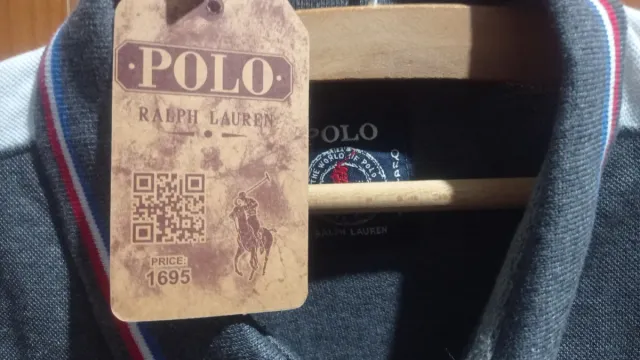 POLO
RALPH LAUREN
PRICE:
1695
POLO
THE WORLD OF POLO
RALPH LAUREN